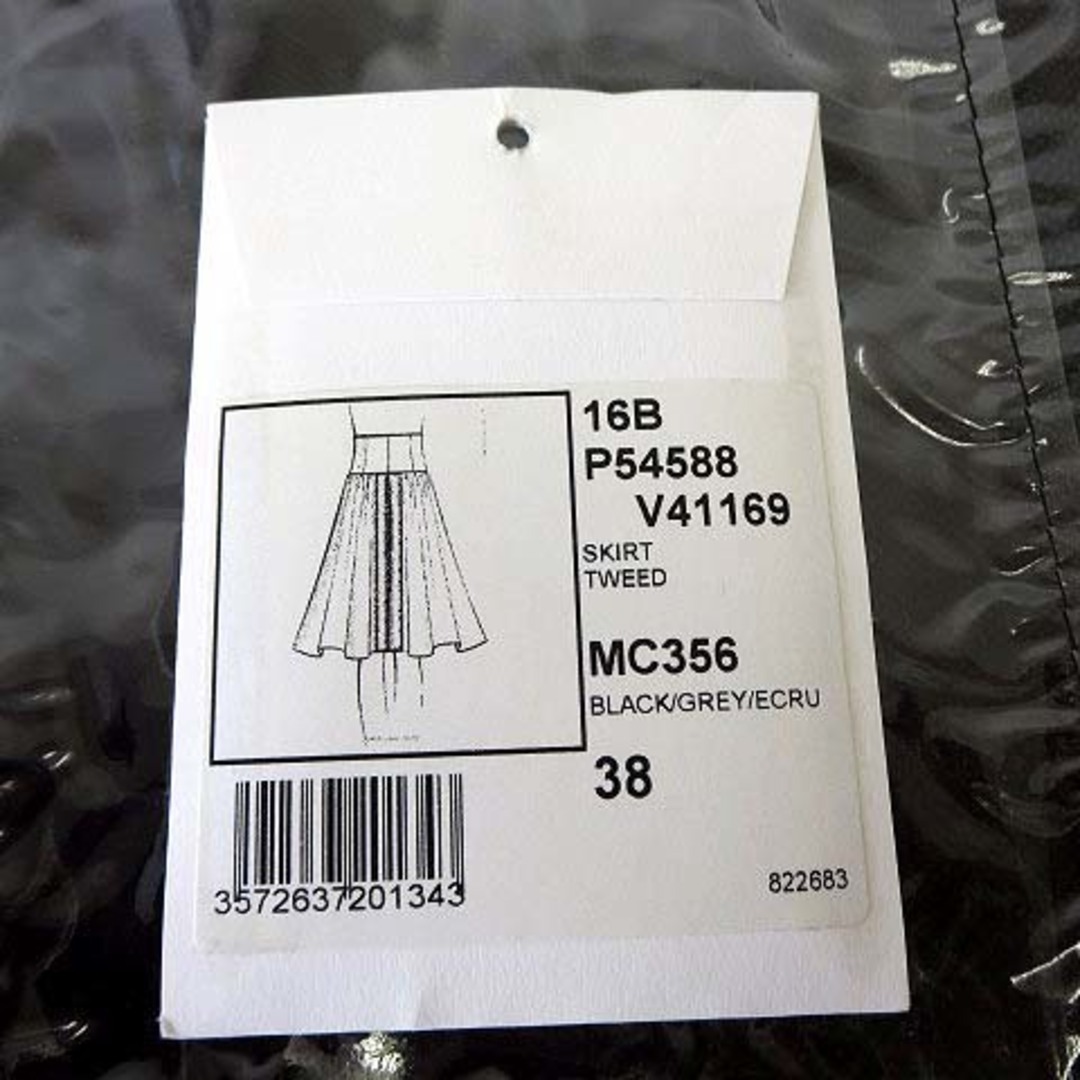 16B
P54588
V41169
SKIRT
TWEED
MC356
BLACK/GREY/ECRU
38
3572637201343
822683